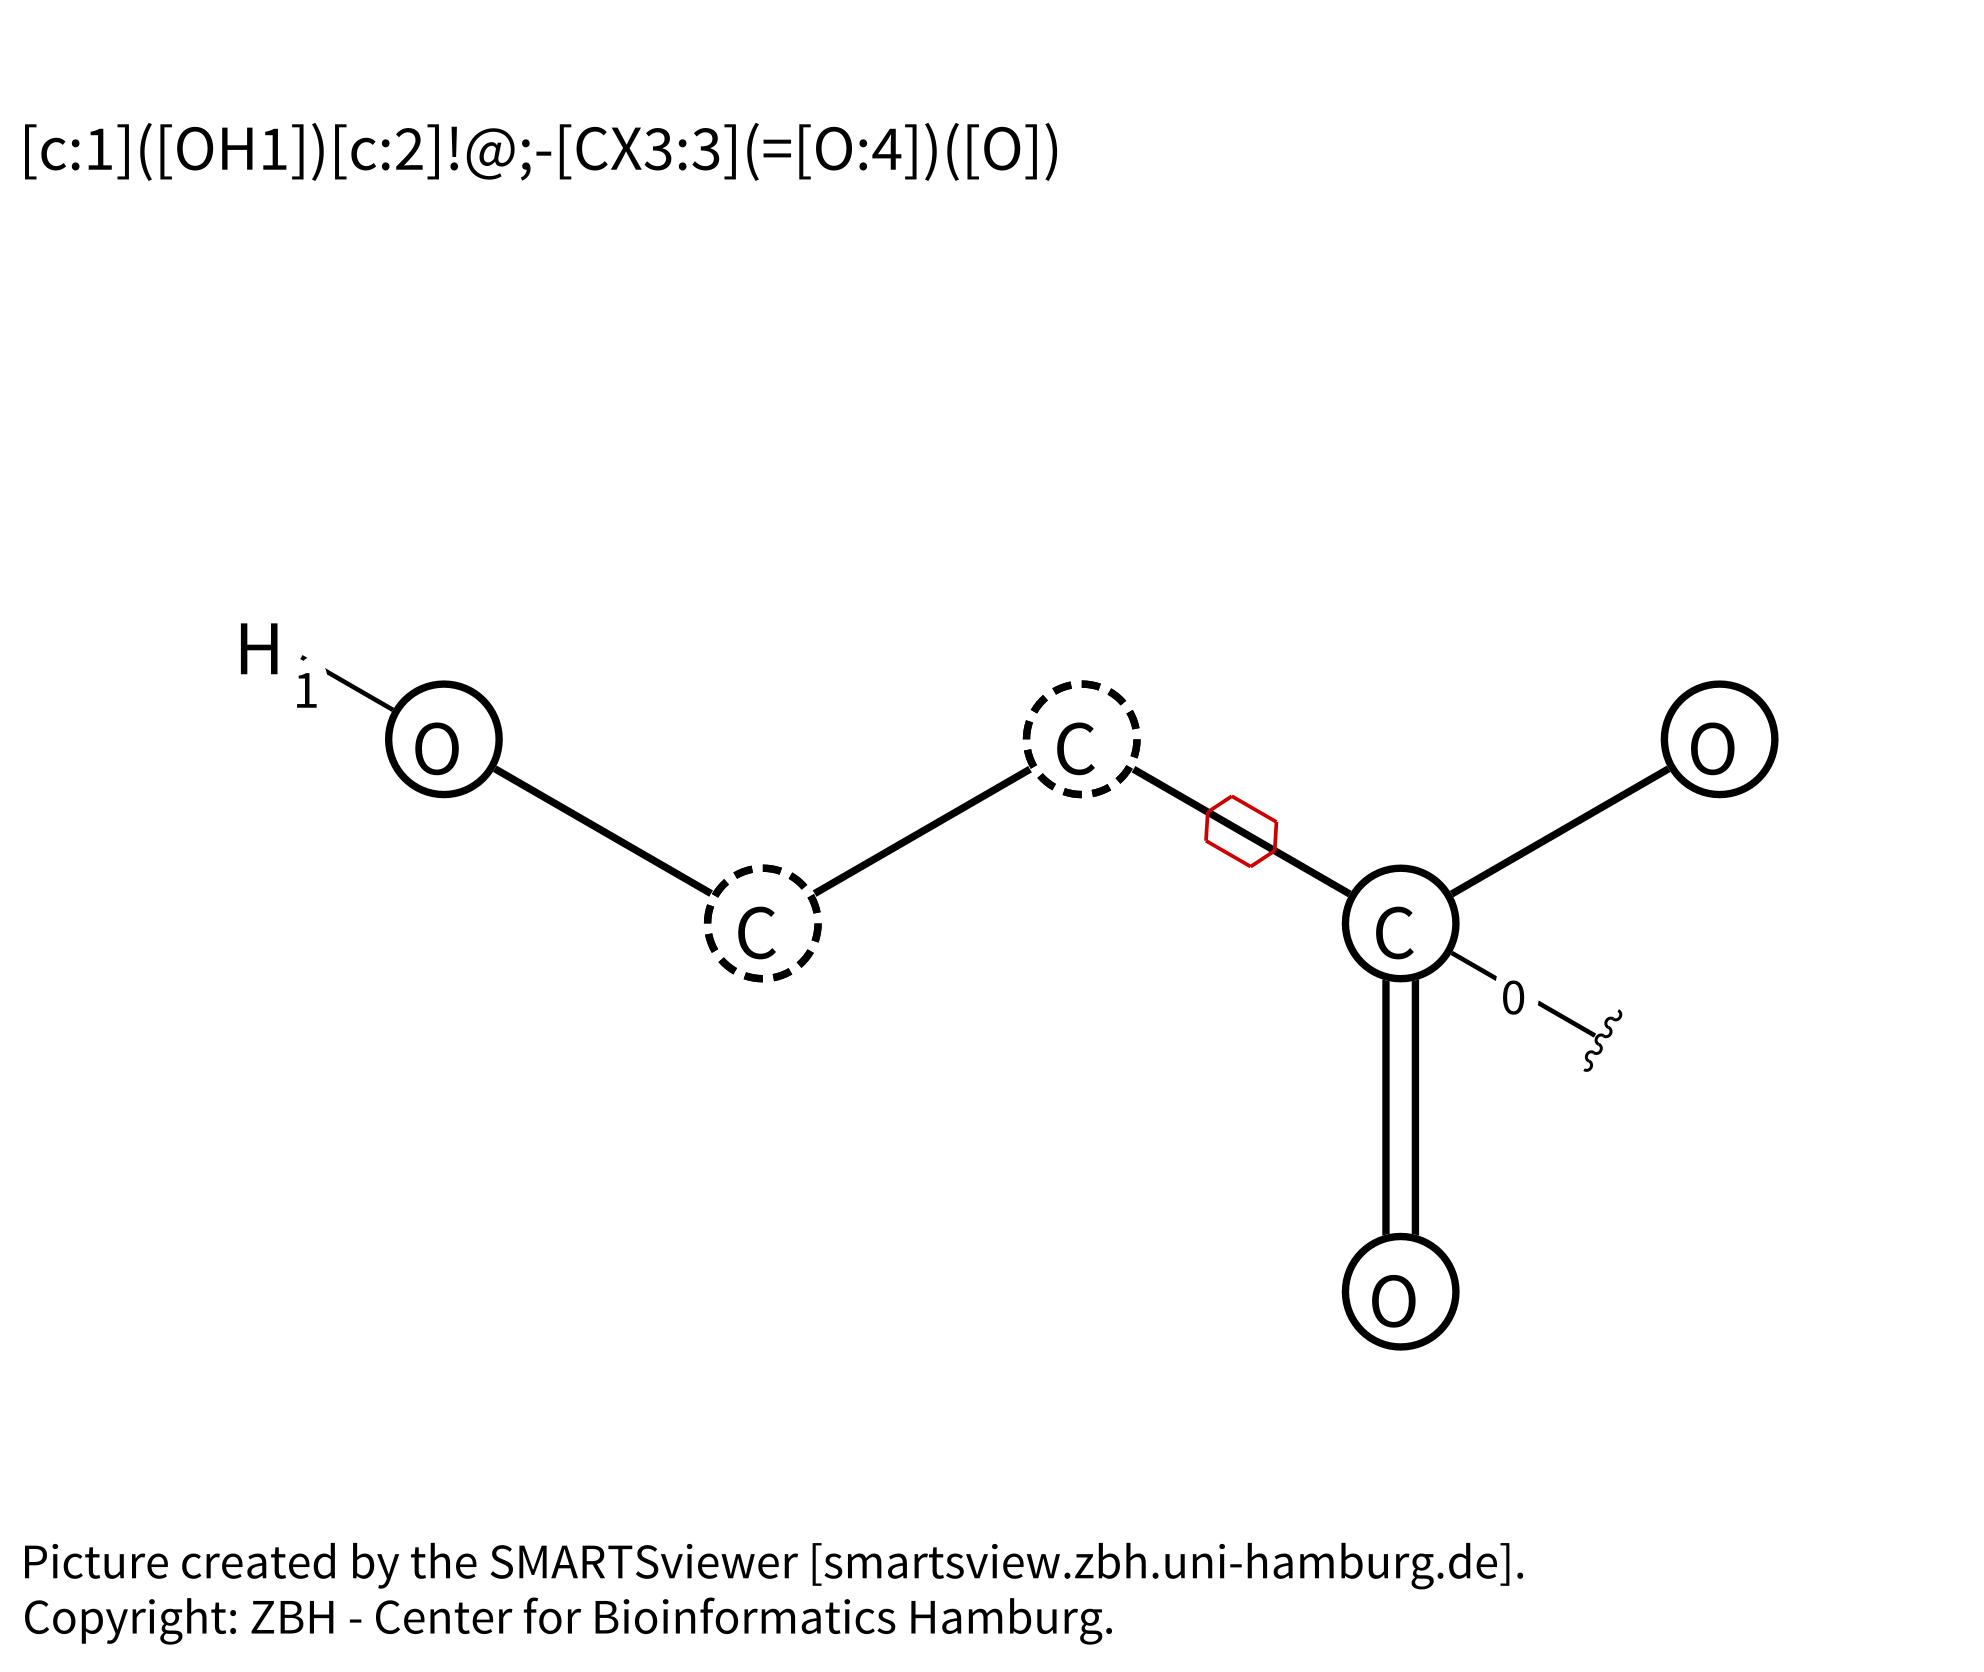 [c:1]([OH1])[c:2]!@;-[CX3:3](=[O:4])([O])
H
1
O
C
O
C
C
0
O
Picture created by the SMARTSviewer [smartsview.zbh.uni-hamburg.de].
Copyright: ZBH - Center for Bioinformatics Hamburg.